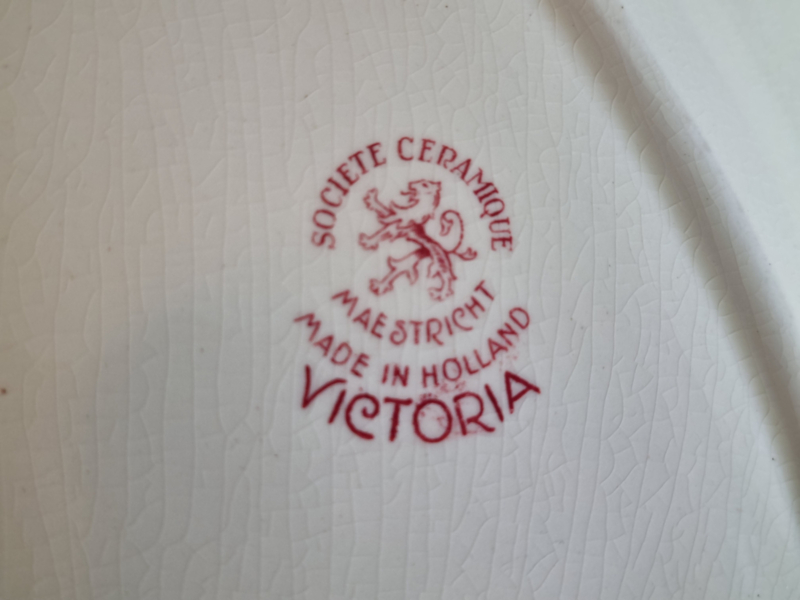 SOCIETE CERAMIQUE
MAESTRICHT
MADE IN HOLLAND
VICTORIA